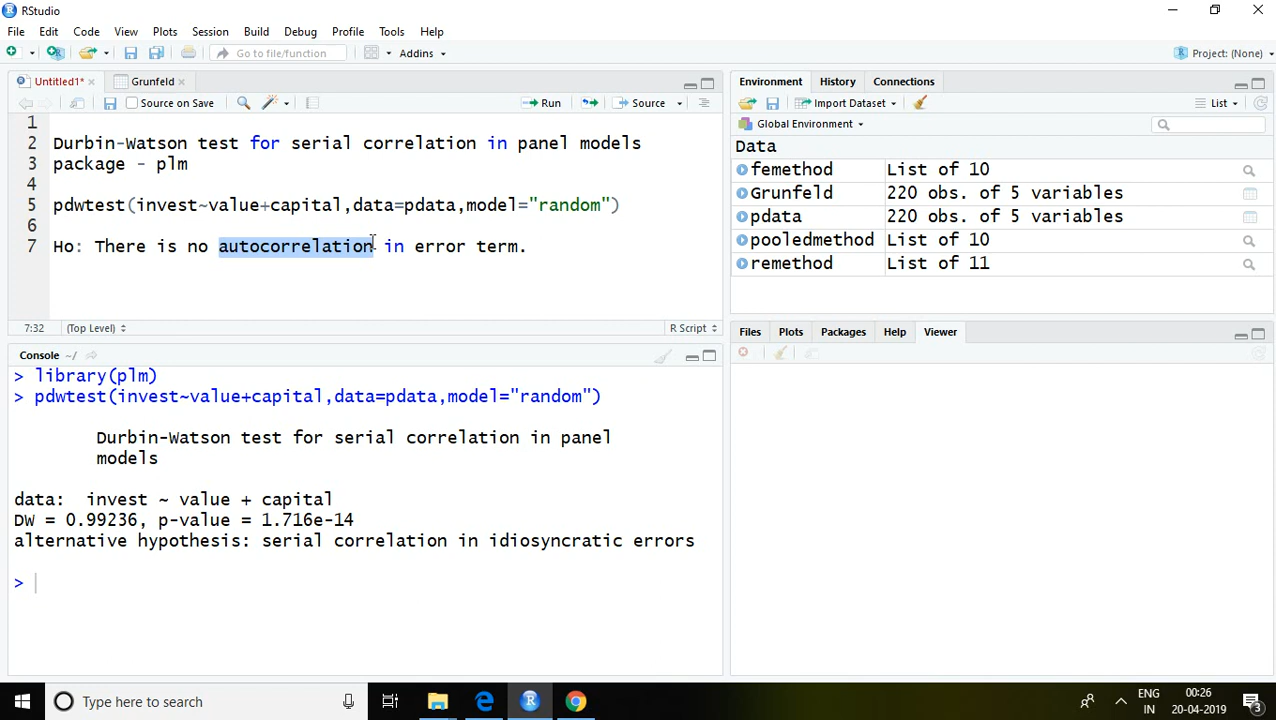 RStudio
File Edit Code View Plots Session Build Debug Profile Tools Help
Go to file/function Addins Project: (None)
Untitled1* Grunfeld
Source on Save Run Source
1
2 Durbin-Watson test for serial correlation in panel models
3 package - plm
4
5 pdwtest(invest~value+capital,data=pdata,model="random")
6
7 Ho: There is no autocorrelation in error term.
7:32 (Top Level) R Script
Console ~/
> library(plm)
> pdwtest(invest~value+capital,data=pdata,model="random")
Durbin-Watson test for serial correlation in panel
models
data: invest ~ value + capital
DW = 0.99236, p-value = 1.716e-14
alternative hypothesis: serial correlation in idiosyncratic errors
>
Environment History Connections
Import Dataset List
Global Environment
Data
femethod List of 10
Grunfeld 220 obs. of 5 variables
pdata 220 obs. of 5 variables
pooledmethod List of 10
remethod List of 11
Files Plots Packages Help Viewer
Type here to search
ENG 00:26
IN 20-04-2019
3